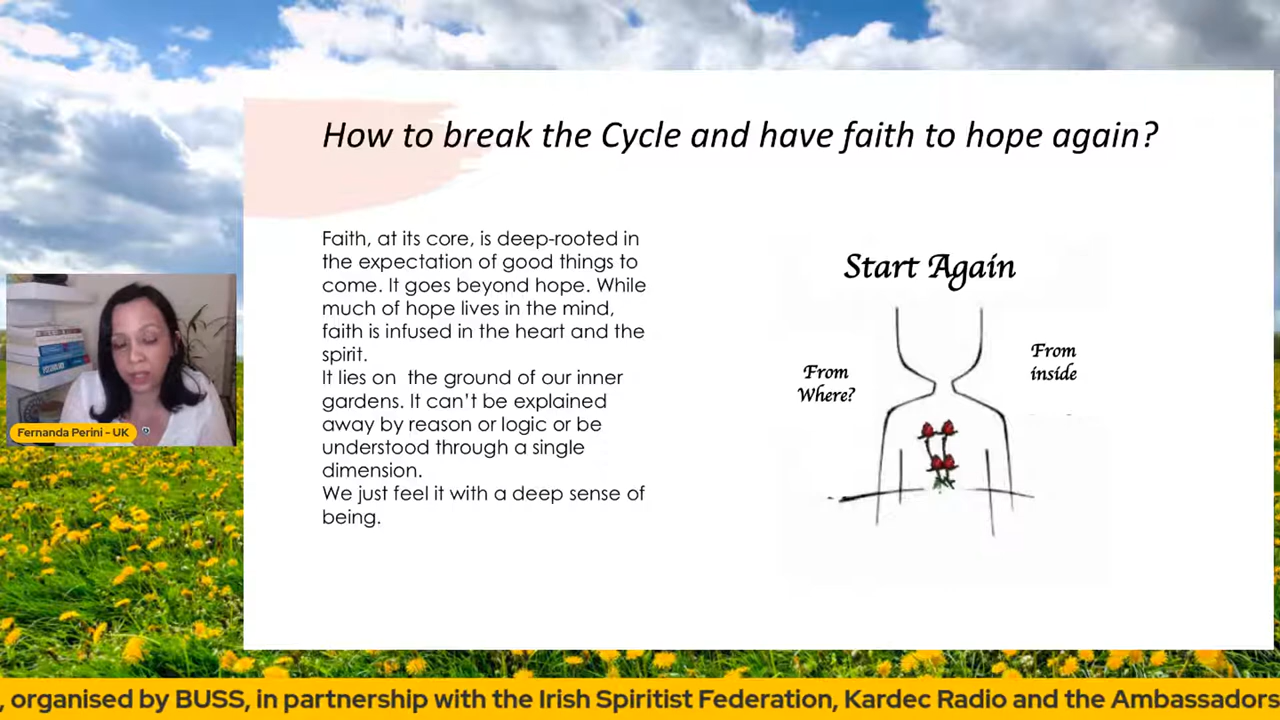 How to break the Cycle and have faith to hope again?
Faith, at its core, is deep-rooted in
the expectation of good things to
come. It goes beyond hope. While
much of hope lives in the mind,
faith is infused in the heart and the
spirit.
It lies on  the ground of our inner
gardens. It can’t be explained
away by reason or logic or be
understood through a single
dimension.
We just feel it with a deep sense of
being.
Start Again
From
Where?
From
inside
Fernanda Perini - UK
, organised by BUSS, in partnership with the Irish Spiritist Federation, Kardec Radio and the Ambassadors